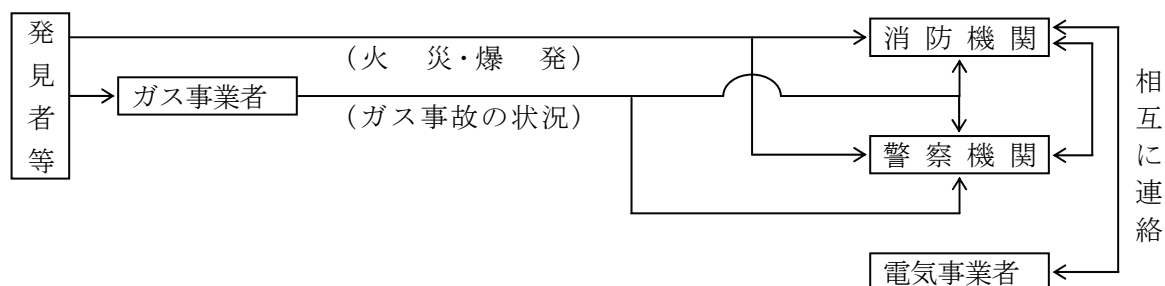 発見者等
ガス事業者
（火　災・爆　発）
（ガス事故の状況）
消防機関
警察機関
電気事業者
相互に連絡